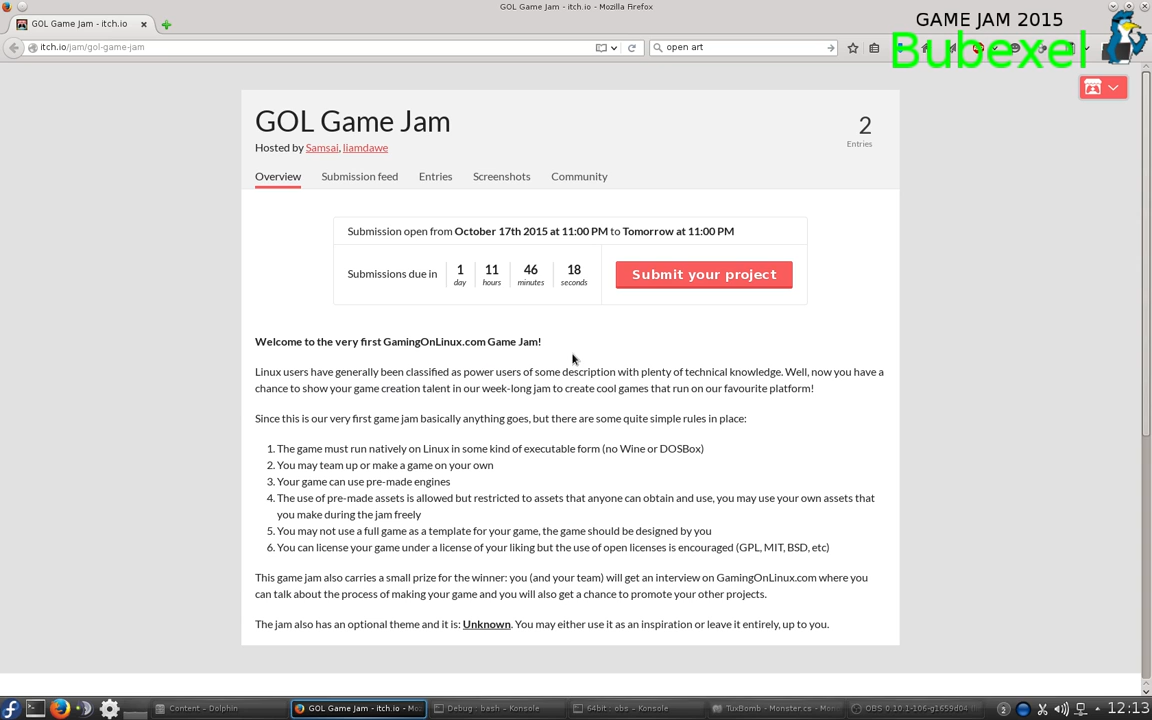 GOL Game Jam - itch.io - Mozilla Firefox
GOL Game Jam - itch.io
GAME JAM 2015
Bubexel
itch.io/jam/gol-game-jam
open art
GOL Game Jam
2
Entries
Hosted by Samsai, liamdawe
Overview Submission feed Entries Screenshots Community
Submission open from October 17th 2015 at 11:00 PM to Tomorrow at 11:00 PM
Submissions due in
1 11 46 18
day hours minutes seconds
Submit your project
Welcome to the very first GamingOnLinux.com Game Jam!
Linux users have generally been classified as power users of some description with plenty of technical knowledge. Well, now you have a
chance to show your game creation talent in our week-long jam to create cool games that run on our favourite platform!
Since this is our very first game jam basically anything goes, but there are some quite simple rules in place:
1. The game must run natively on Linux in some kind of executable form (no Wine or DOSBox)
2. You may team up or make a game on your own
3. Your game can use pre-made engines
4. The use of pre-made assets is allowed but restricted to assets that anyone can obtain and use, you may use your own assets that
you make during the jam freely
5. You may not use a full game as a template for your game, the game should be designed by you
6. You can license your game under a license of your liking but the use of open licenses is encouraged (GPL, MIT, BSD, etc)
This game jam also carries a small prize for the winner: you (and your team) will get an interview on GamingOnLinux.com where you
can talk about the process of making your game and you will also get a chance to promote your other projects.
The jam also has an optional theme and it is: Unknown. You may either use it as an inspiration or leave it entirely, up to you.
Content – Dolphin GOL Game Jam - itch.io - Mo Debug : bash – Konsole 64bit : obs – Konsole TuxBomb - Monster.cs - Mon OBS 0.10.1-106-g1659d04 2 12:13